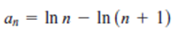 aₙ = ln n − ln (n + 1)